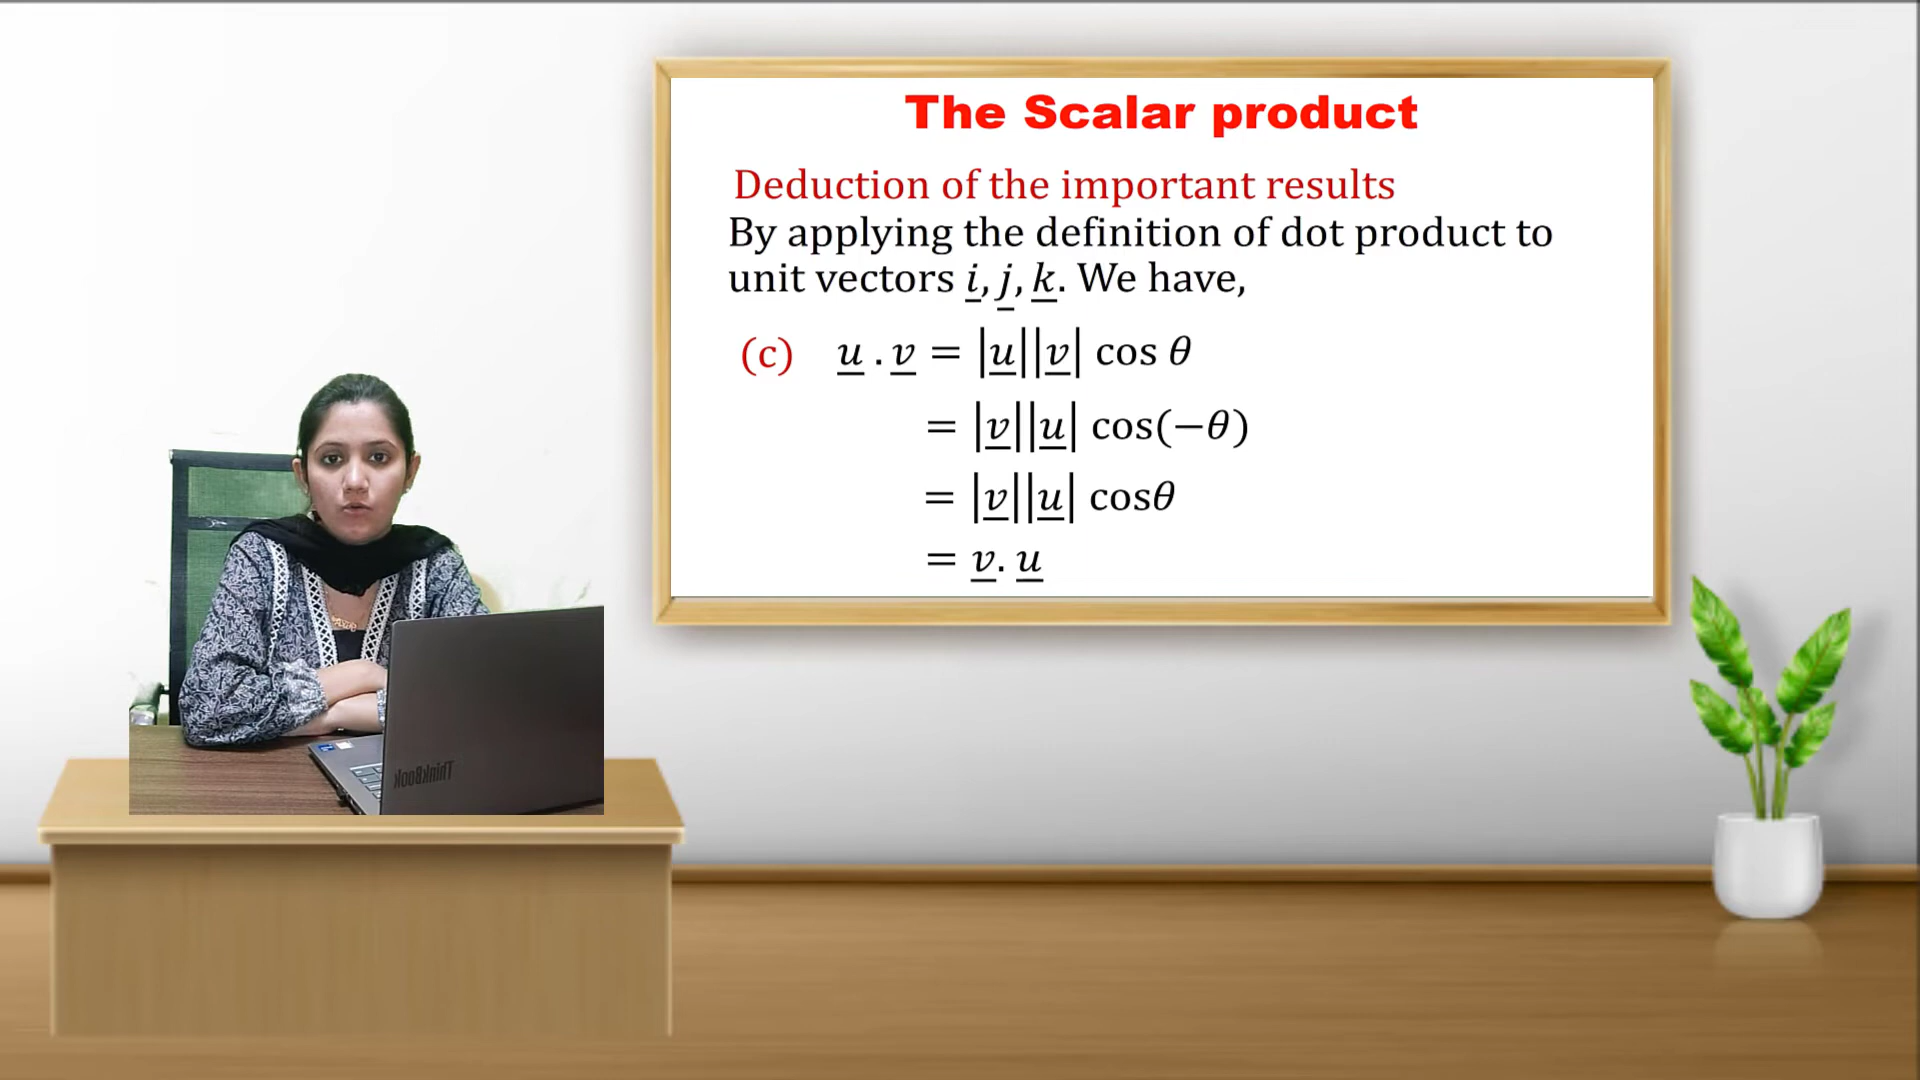 The Scalar product
Deduction of the important results
By applying the definition of dot product to
unit vectors i, j, k. We have,
(c) u . v = |u||v| cos θ
= |v||u| cos(−θ)
= |v||u| cosθ
= v. u
ThinkBook